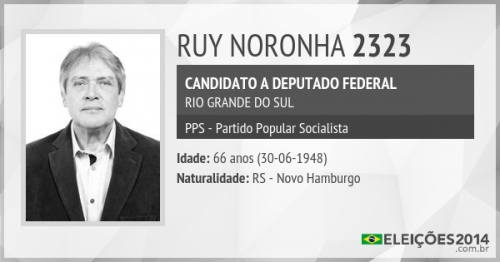 RUY NORONHA 2323
CANDIDATO A DEPUTADO FEDERAL
RIO GRANDE DO SUL
PPS - Partido Popular Socialista
Idade: 66 anos (30-06-1948)
Naturalidade: RS - Novo Hamburgo
ELEIÇÕES2014
.com.br